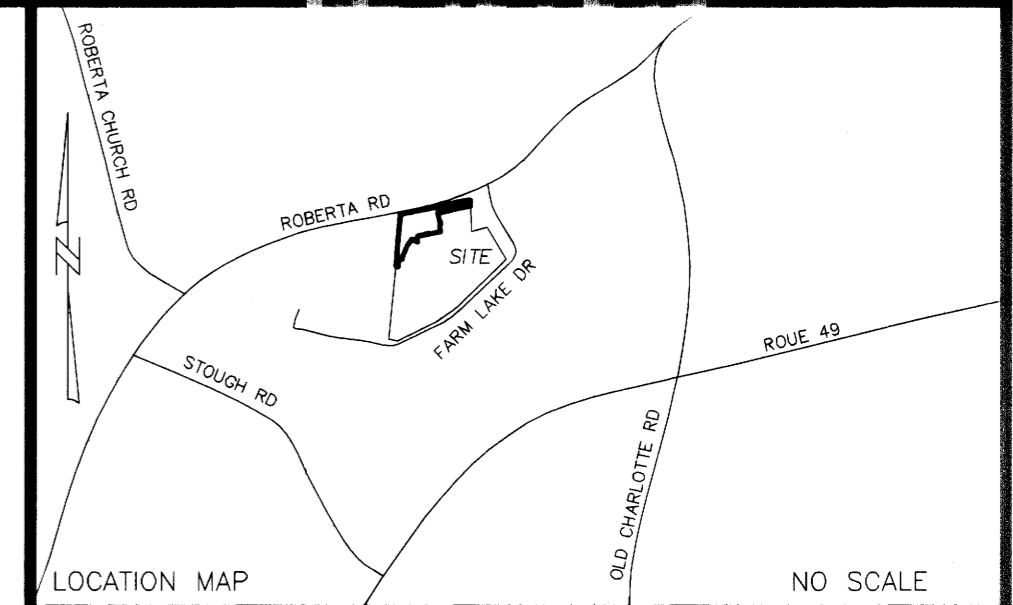 ROBERTA CHURCH RD
ROBERTA RD
N
SITE
FARM LAKE DR
ROUE 49
STOUGH RD
OLD CHARLOTTE RD
LOCATION MAP
NO SCALE